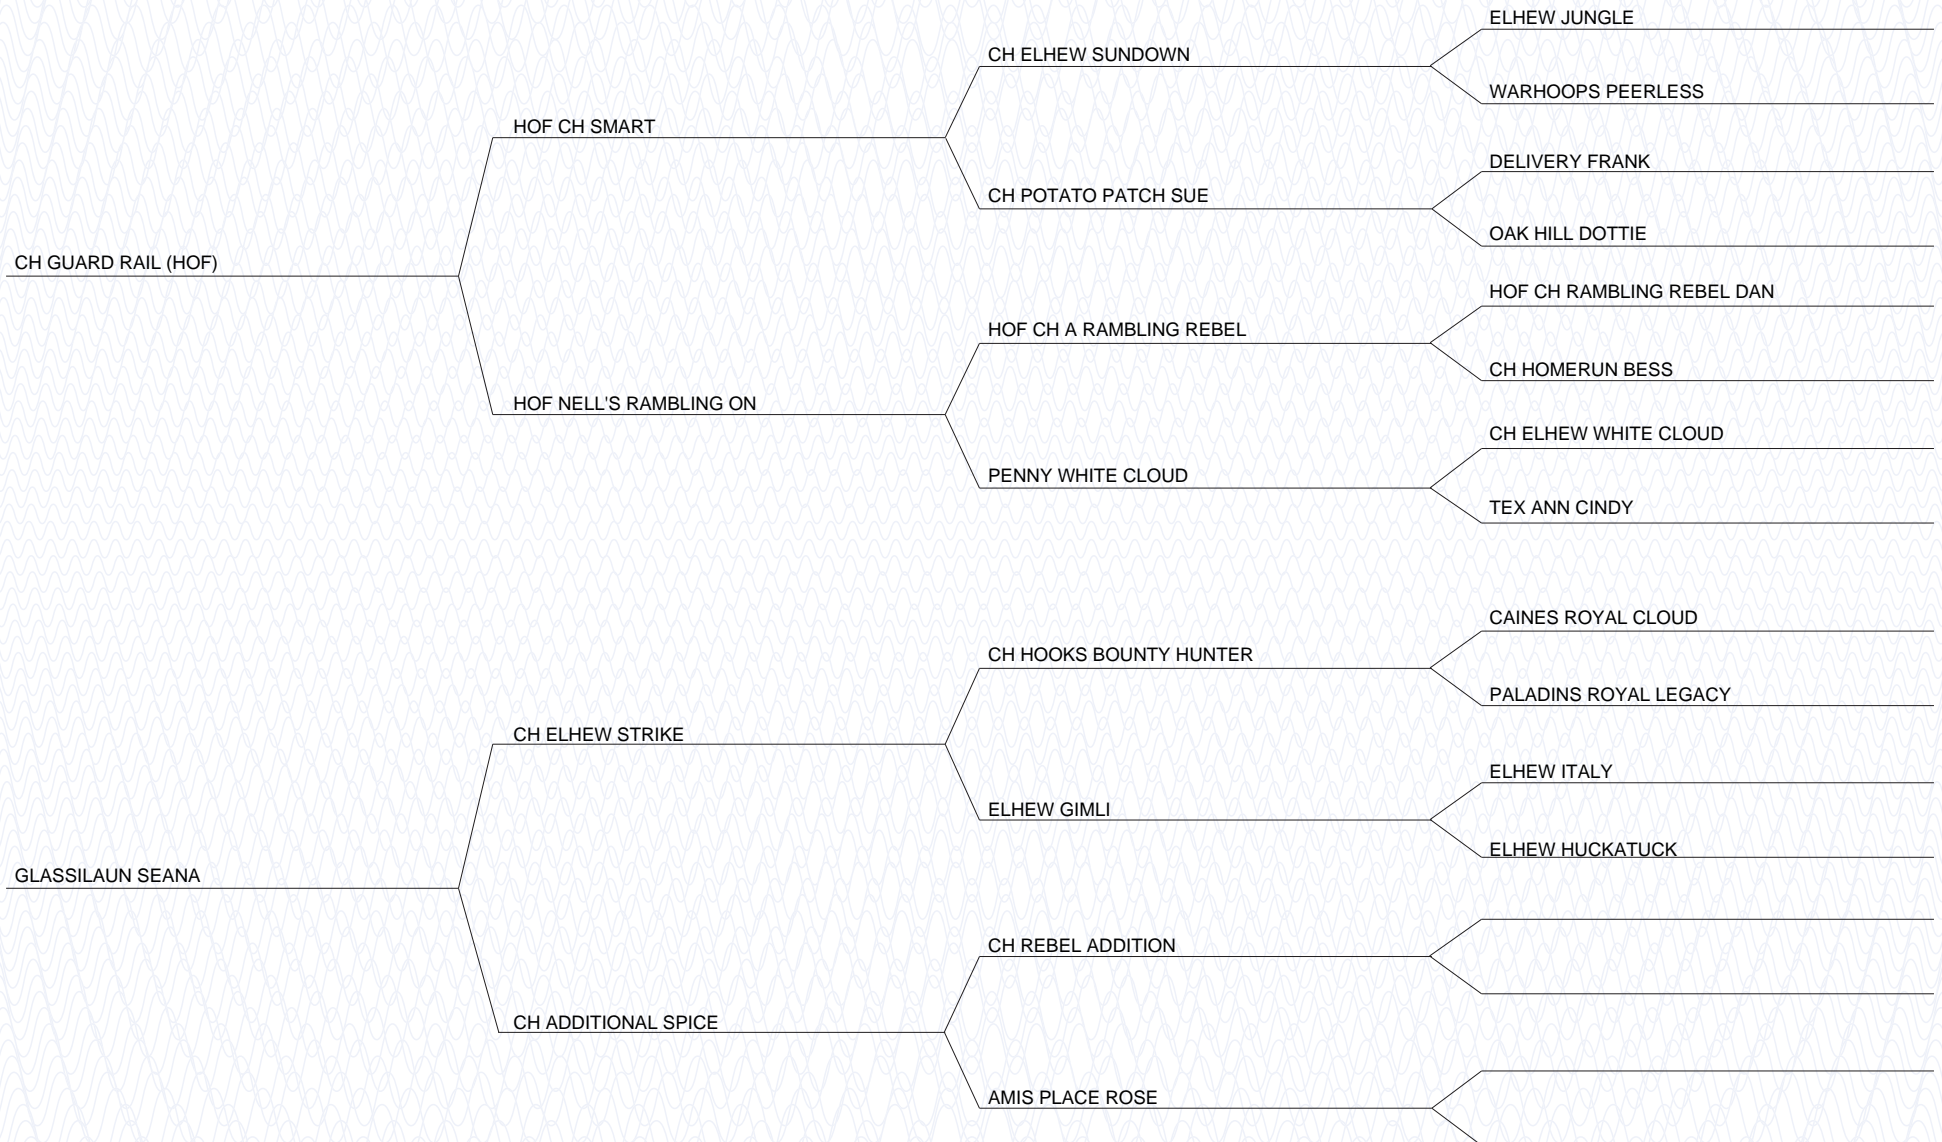 ELHEW JUNGLE
CH ELHEW SUNDOWN
WARHOOPS PEERLESS
HOF CH SMART
DELIVERY FRANK
CH POTATO PATCH SUE
OAK HILL DOTTIE
CH GUARD RAIL (HOF)
HOF CH RAMBLING REBEL DAN
HOF CH A RAMBLING REBEL
CH HOMERUN BESS
HOF NELL'S RAMBLING ON
CH ELHEW WHITE CLOUD
PENNY WHITE CLOUD
TEX ANN CINDY
CAINES ROYAL CLOUD
CH HOOKS BOUNTY HUNTER
PALADINS ROYAL LEGACY
CH ELHEW STRIKE
ELHEW ITALY
ELHEW GIMLI
ELHEW HUCKATUCK
GLASSILAUN SEANA
CH REBEL ADDITION
CH ADDITIONAL SPICE
AMIS PLACE ROSE